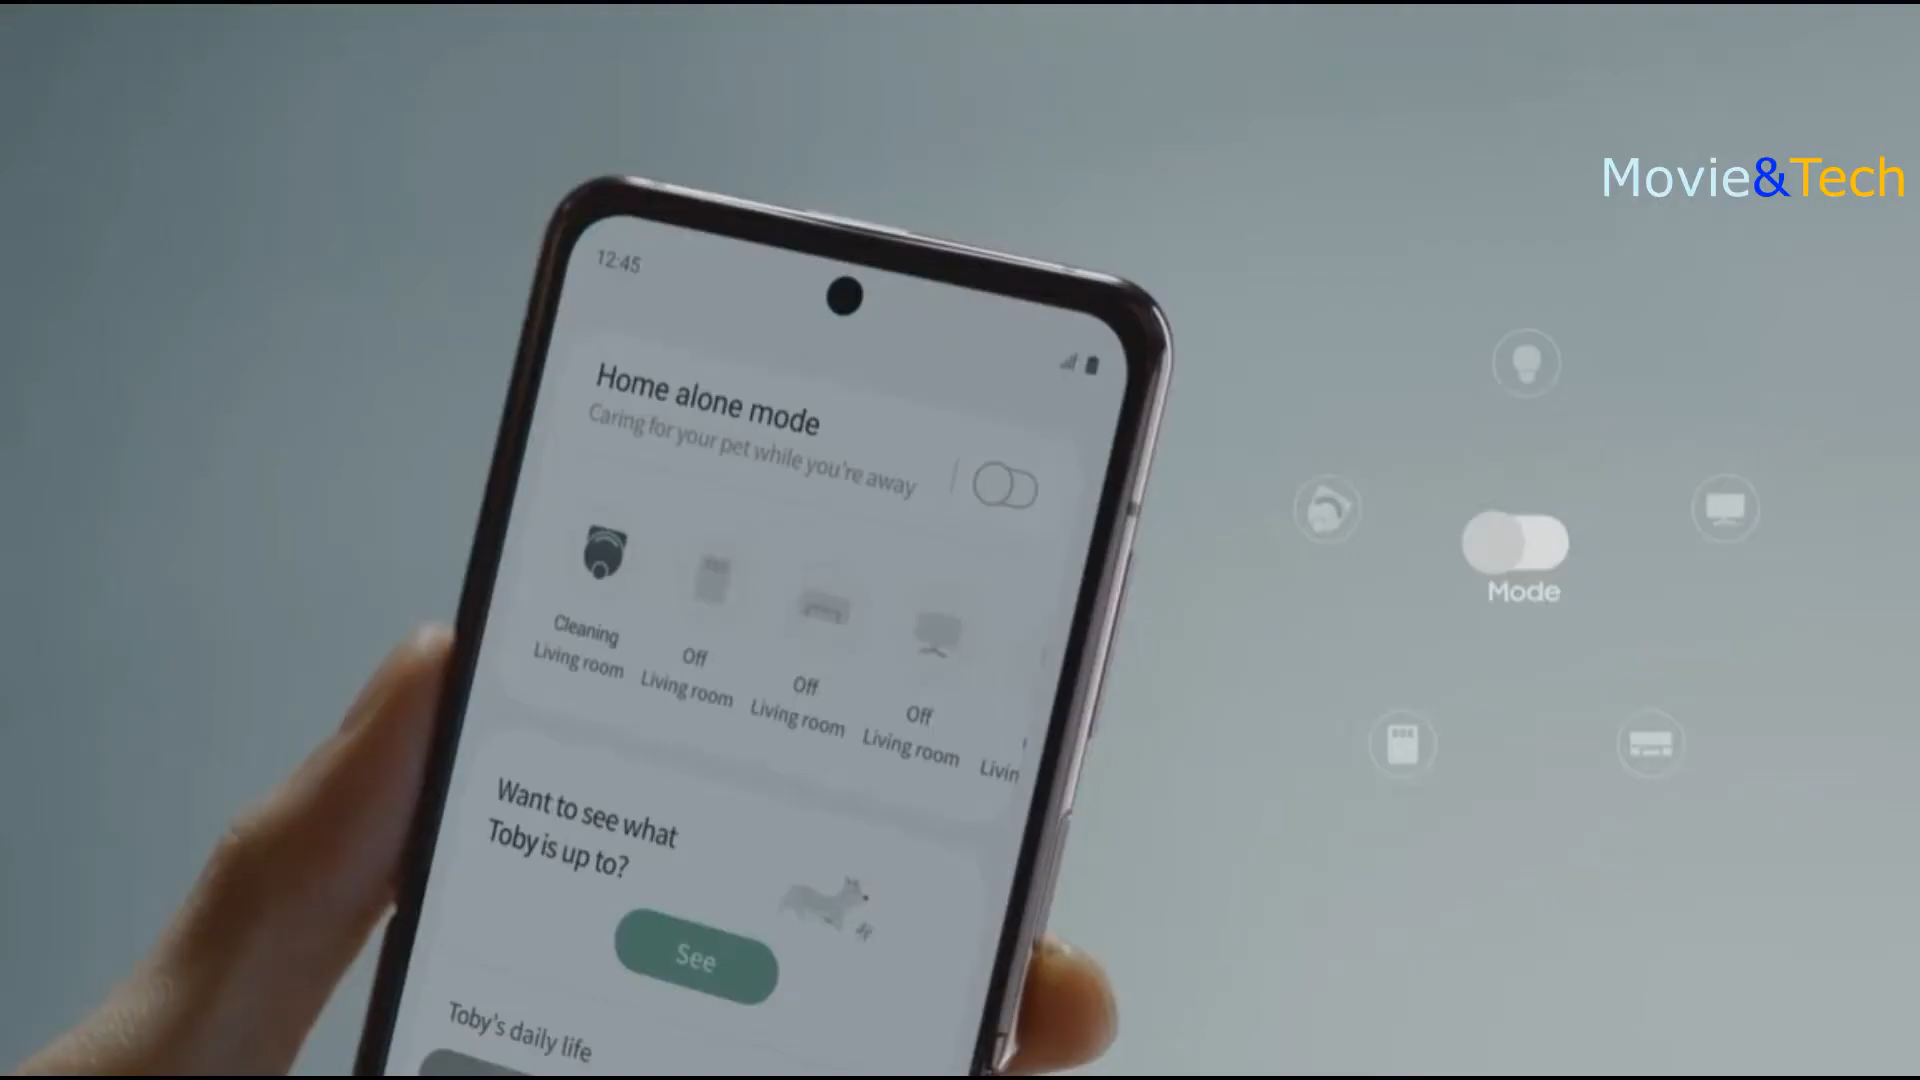 Movie&Tech
12:45
Home alone mode
Caring for your pet while you're away
Cleaning
Living room
Off
Living room
Off
Living room
Off
Living room
Livin
Want to see what
Toby is up to?
See
Toby's daily life
Mode